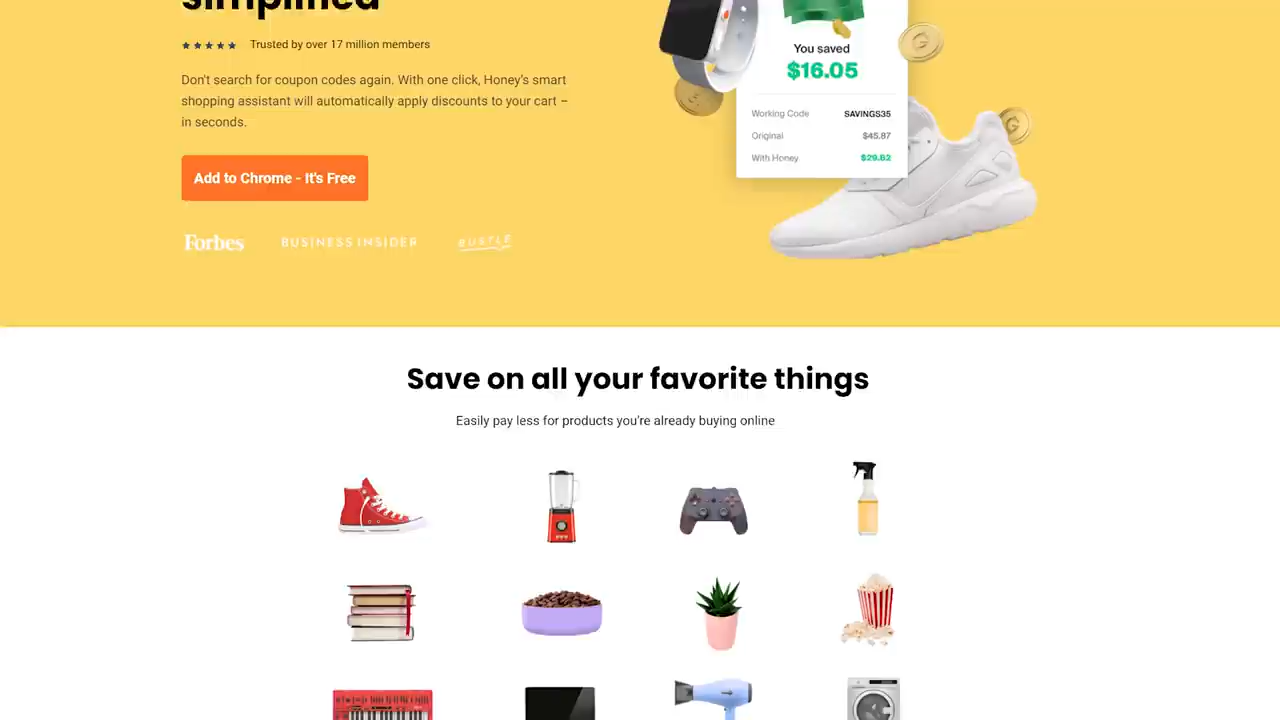 simplified
Trusted by over 17 million members
Don't search for coupon codes again. With one click, Honey's smart
shopping assistant will automatically apply discounts to your cart –
in seconds.
Add to Chrome - It's Free
Forbes
BUSINESS INSIDER
BUSTLE
You saved
$16.05
Working Code SAVINGS35
Original $45.87
With Honey $29.82
G
G
G
Save on all your favorite things
Easily pay less for products you're already buying online